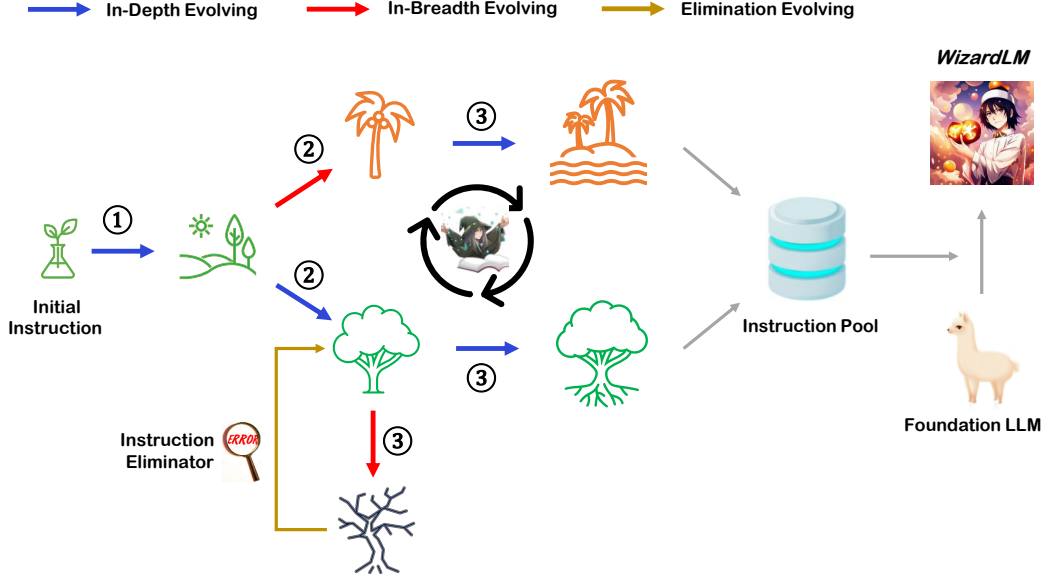 In-Depth Evolving
In-Breadth Evolving
Elimination Evolving
WizardLM
③
②
①
②
Initial
Instruction
Instruction Pool
③
Foundation LLM
③
Instruction
Eliminator
ERROR